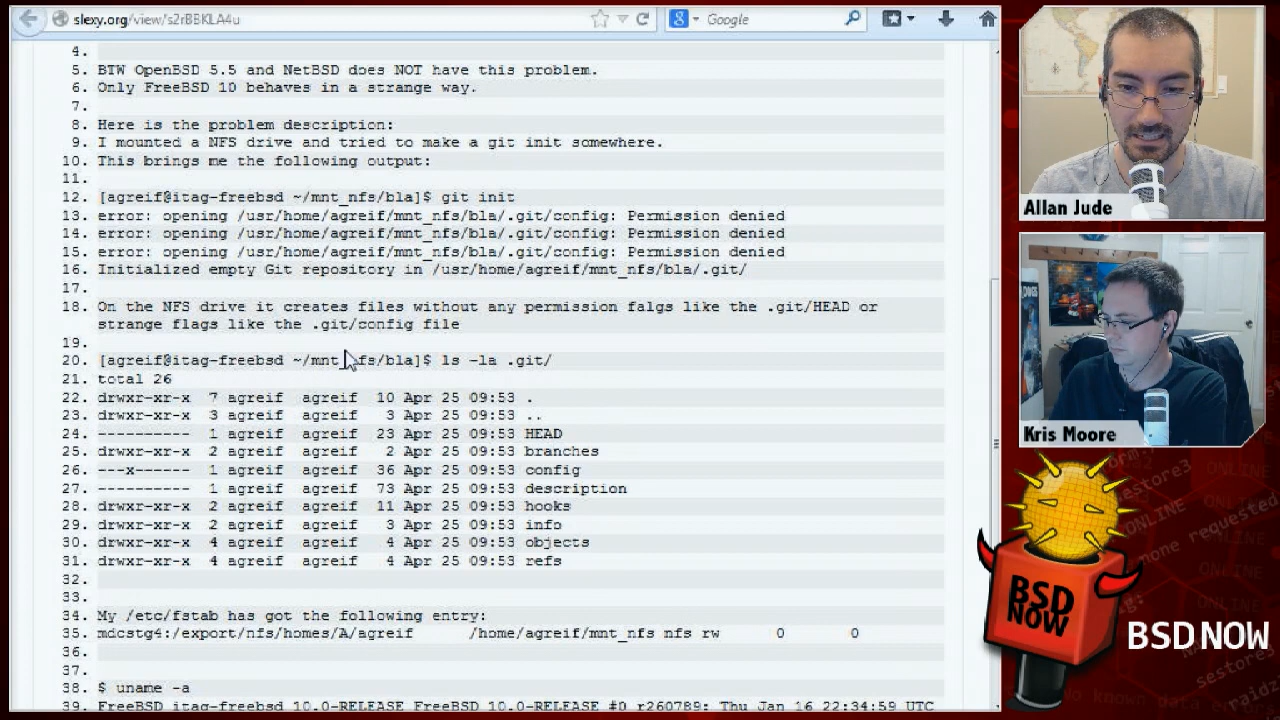 slexy.org/view/s2rBBKLA4u
Google
4.
5. BTW OpenBSD 5.5 and NetBSD does NOT have this problem.
6. Only FreeBSD 10 behaves in a strange way.
7.
8. Here is the problem description:
9. I mounted a NFS drive and tried to make a git init somewhere.
10. This brings me the following output:
11.
12. [agreif@itag-freebsd ~/mnt_nfs/bla]$ git init
13. error: opening /usr/home/agreif/mnt_nfs/bla/.git/config: Permission denied
14. error: opening /usr/home/agreif/mnt_nfs/bla/.git/config: Permission denied
15. error: opening /usr/home/agreif/mnt_nfs/bla/.git/config: Permission denied
16. Initialized empty Git repository in /usr/home/agreif/mnt_nfs/bla/.git/
17.
18. On the NFS drive it creates files without any permission falgs like the .git/HEAD or
strange flags like the .git/config file
19.
20. [agreif@itag-freebsd ~/mnt_nfs/bla]$ ls -la .git/
21. total 26
22. drwxr-xr-x 7 agreif agreif 10 Apr 25 09:53 .
23. drwxr-xr-x 3 agreif agreif 3 Apr 25 09:53 ..
24. ---------- 1 agreif agreif 23 Apr 25 09:53 HEAD
25. drwxr-xr-x 2 agreif agreif 2 Apr 25 09:53 branches
26. ---x------ 1 agreif agreif 36 Apr 25 09:53 config
27. ---------- 1 agreif agreif 73 Apr 25 09:53 description
28. drwxr-xr-x 2 agreif agreif 11 Apr 25 09:53 hooks
29. drwxr-xr-x 2 agreif agreif 3 Apr 25 09:53 info
30. drwxr-xr-x 4 agreif agreif 4 Apr 25 09:53 objects
31. drwxr-xr-x 4 agreif agreif 4 Apr 25 09:53 refs
32.
33.
34. My /etc/fstab has got the following entry:
35. mdcstg4:/export/nfs/homes/A/agreif /home/agreif/mnt_nfs nfs rw 0 0
36.
37.
38. $ uname -a
39. FreeBSD itag-freebsd 10.0-RELEASE FreeBSD 10.0-RELEASE #0 r260789: Thu Jan 16 22:34:59 UTC
Allan Jude
Kris Moore
BSD
NOW
BSD NOW